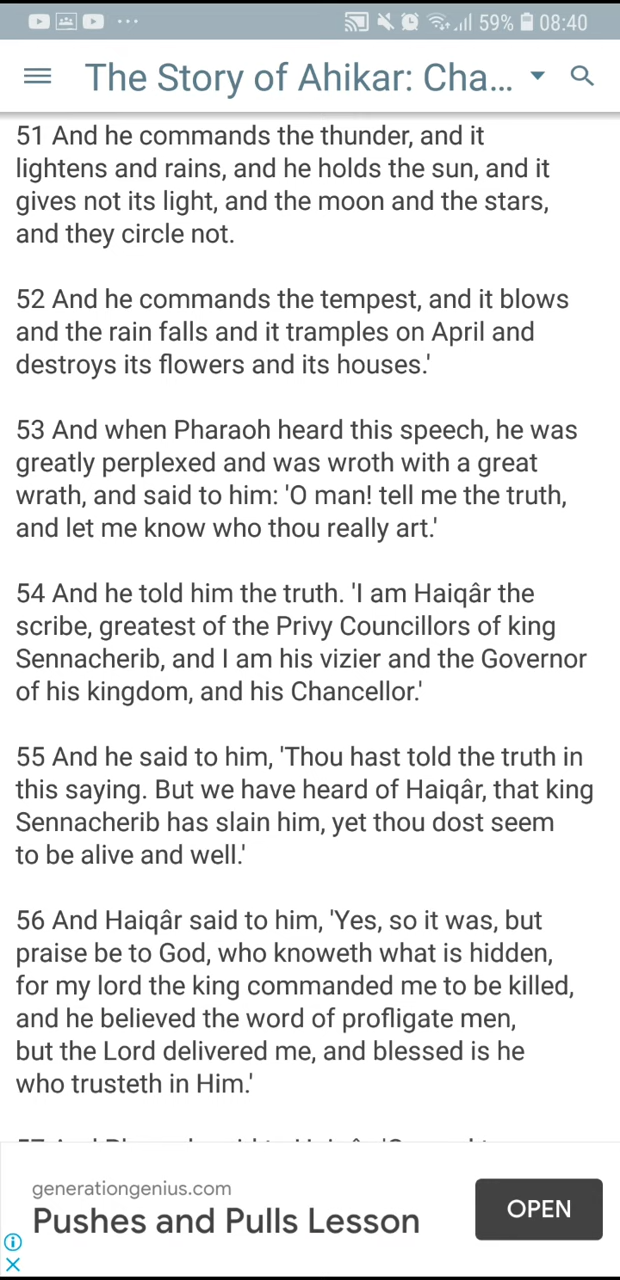 59% 08:40
The Story of Ahikar: Cha...
51 And he commands the thunder, and it
lightens and rains, and he holds the sun, and it
gives not its light, and the moon and the stars,
and they circle not.
52 And he commands the tempest, and it blows
and the rain falls and it tramples on April and
destroys its flowers and its houses.'
53 And when Pharaoh heard this speech, he was
greatly perplexed and was wroth with a great
wrath, and said to him: 'O man! tell me the truth,
and let me know who thou really art.'
54 And he told him the truth. 'I am Haiqâr the
scribe, greatest of the Privy Councillors of king
Sennacherib, and I am his vizier and the Governor
of his kingdom, and his Chancellor.'
55 And he said to him, 'Thou hast told the truth in
this saying. But we have heard of Haiqâr, that king
Sennacherib has slain him, yet thou dost seem
to be alive and well.'
56 And Haiqâr said to him, 'Yes, so it was, but
praise be to God, who knoweth what is hidden,
for my lord the king commanded me to be killed,
and he believed the word of profligate men,
but the Lord delivered me, and blessed is he
who trusteth in Him.'
generationgenius.com
Pushes and Pulls Lesson
OPEN